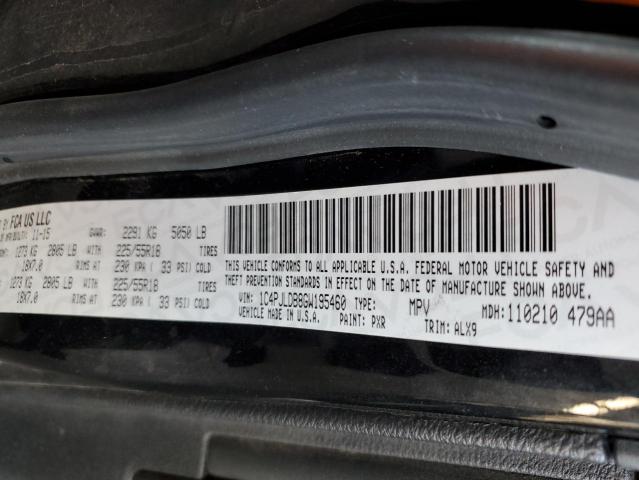 BY FCA US LLC
11-15
GVWR: 2291 KG 5050 LB
1273 KG 2805 LB WITH 225/55R18 TIRES
18X7.0 RIMS AT 230 KPA ( 33 PSI) COLD
1273 KG 2805 LB WITH 225/55R18 TIRES
18X7.0 RIMS AT 230 KPA ( 33 PSI) COLD
THIS VEHICLE CONFORMS TO ALL APPLICABLE U.S.A. FEDERAL MOTOR VEHICLE SAFETY AND
THEFT PREVENTION STANDARDS IN EFFECT ON THE DATE OF MANUFACTURE SHOWN ABOVE.
VIN: 1C4PJLDB8GW195460 TYPE: MPV MDH: 110210 479AA
VEHICLE MADE IN U.S.A. PAINT: PXR TRIM: ALX9